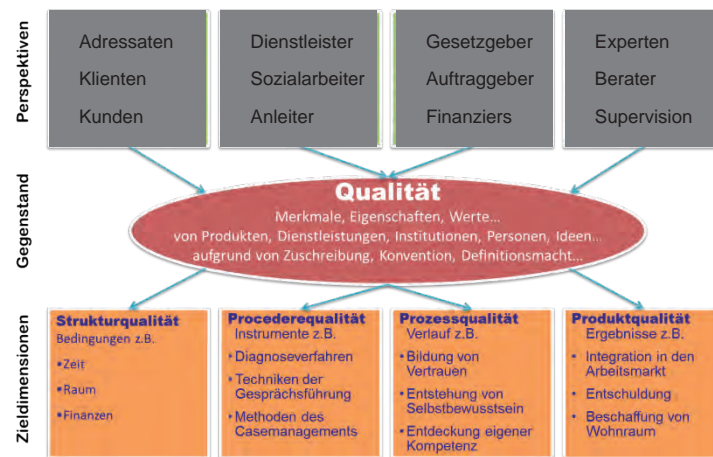 Perspektiven
Adressaten
Klienten
Kunden
Dienstleister
Sozialarbeiter
Anleiter
Gesetzgeber
Auftraggeber
Finanziers
Experten
Berater
Supervision
Gegenstand
Qualität
Merkmale, Eigenschaften, Werte...
von Produkten, Dienstleistungen, Institutionen, Personen, Ideen...
aufgrund von Zuschreibung, Konvention, Definitionsmacht...
Zieldimensionen
Strukturqualität
Bedingungen z.B.
•Zeit
•Raum
•Finanzen
Procederequalität
Instrumente z.B.
‣Diagnoseverfahren
‣Techniken der
Gesprächsführung
‣Methoden des
Casemanagements
Prozessqualität
Verlauf z.B.
•Bildung von
Vertrauen
•Entstehung von
Selbstbewusstsein
•Entdeckung eigener
Kompetenz
Produktqualität
Ergebnisse z.B.
• Integration in den
Arbeitsmarkt
• Entschuldung
• Beschaffung von
Wohnraum